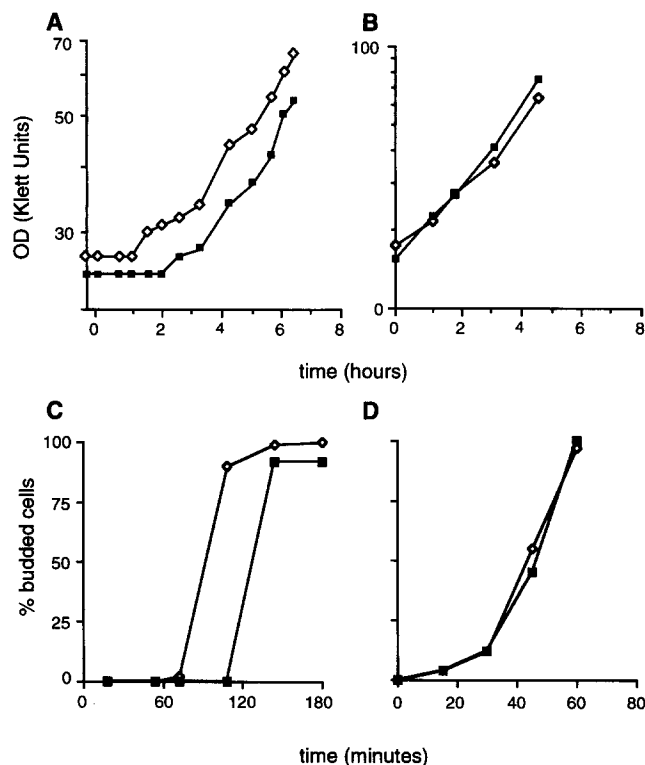 A
B
70
50
30
OD (Klett Units)
0 2 4 6 8
100
0
0 2 4 6 8
time (hours)
C
D
100
75
50
25
0
% budded cells
0 60 120 180
0 20 40 60 80
time (minutes)